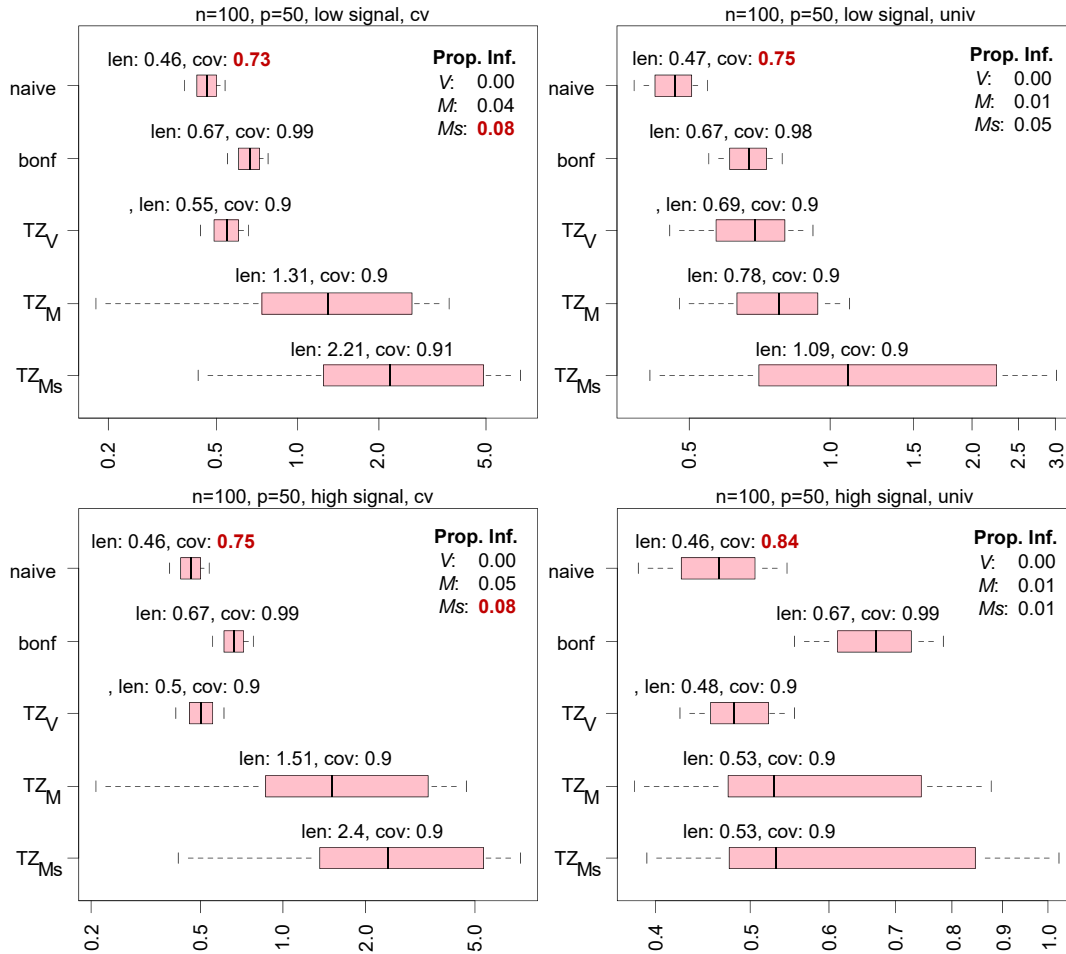 n=100, p=50, low signal, cv
len: 0.46, cov: 0.73
Prop. Inf.
V: 0.00
M: 0.04
Ms: 0.08
naive
len: 0.67, cov: 0.99
bonf
, len: 0.55, cov: 0.9
TZV
len: 1.31, cov: 0.9
TZM
len: 2.21, cov: 0.91
TZMs
0.2 0.5 1.0 2.0 5.0
n=100, p=50, low signal, univ
len: 0.47, cov: 0.75
Prop. Inf.
V: 0.00
M: 0.01
Ms: 0.05
naive
len: 0.67, cov: 0.98
bonf
, len: 0.69, cov: 0.9
TZV
len: 0.78, cov: 0.9
TZM
len: 1.09, cov: 0.9
TZMs
0.5 1.0 1.5 2.0 2.5 3.0
n=100, p=50, high signal, cv
len: 0.46, cov: 0.75
Prop. Inf.
V: 0.00
M: 0.05
Ms: 0.08
naive
len: 0.67, cov: 0.99
bonf
, len: 0.5, cov: 0.9
TZV
len: 1.51, cov: 0.9
TZM
len: 2.4, cov: 0.9
TZMs
0.2 0.5 1.0 2.0 5.0
n=100, p=50, high signal, univ
len: 0.46, cov: 0.84
Prop. Inf.
V: 0.00
M: 0.01
Ms: 0.01
naive
len: 0.67, cov: 0.99
bonf
, len: 0.48, cov: 0.9
TZV
len: 0.53, cov: 0.9
TZM
len: 0.53, cov: 0.9
TZMs
0.4 0.5 0.6 0.7 0.8 0.9 1.0